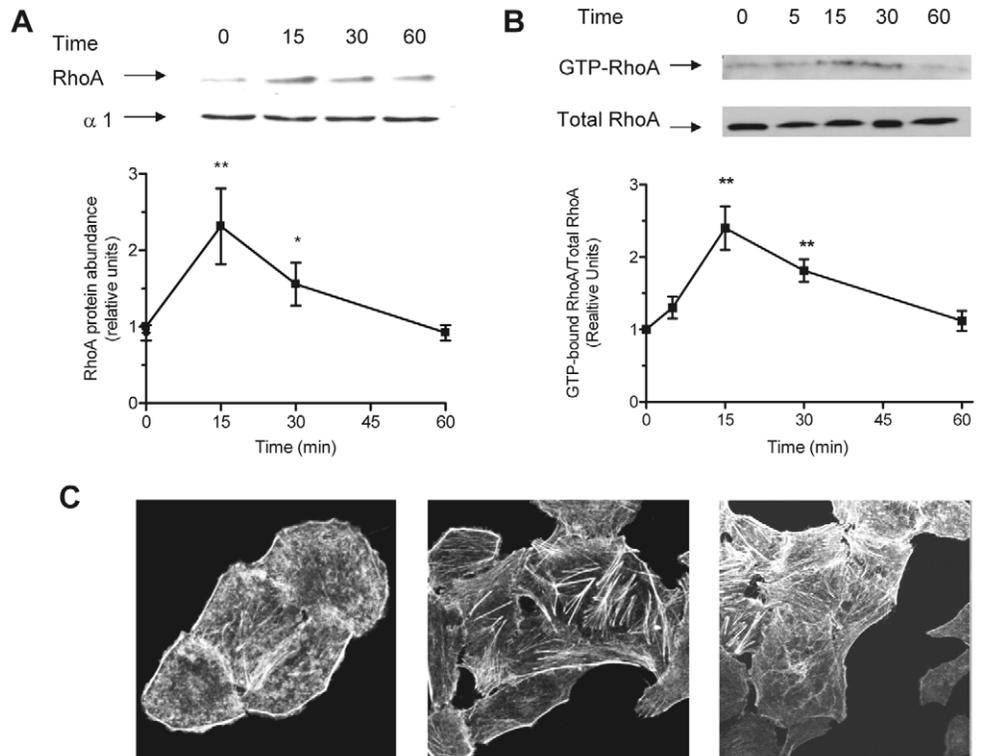 A
Time 0 15 30 60
RhoA
α 1
3
2
1
0
**
*
RhoA protein abundance
(relative units)
0 15 30 45 60
Time (min)
B
Time 0 5 15 30 60
GTP-RhoA
Total RhoA
3
2
1
0
**
**
GTP-bound RhoA/Total RhoA
(Realtive Units)
0 15 30 45 60
Time (min)
C